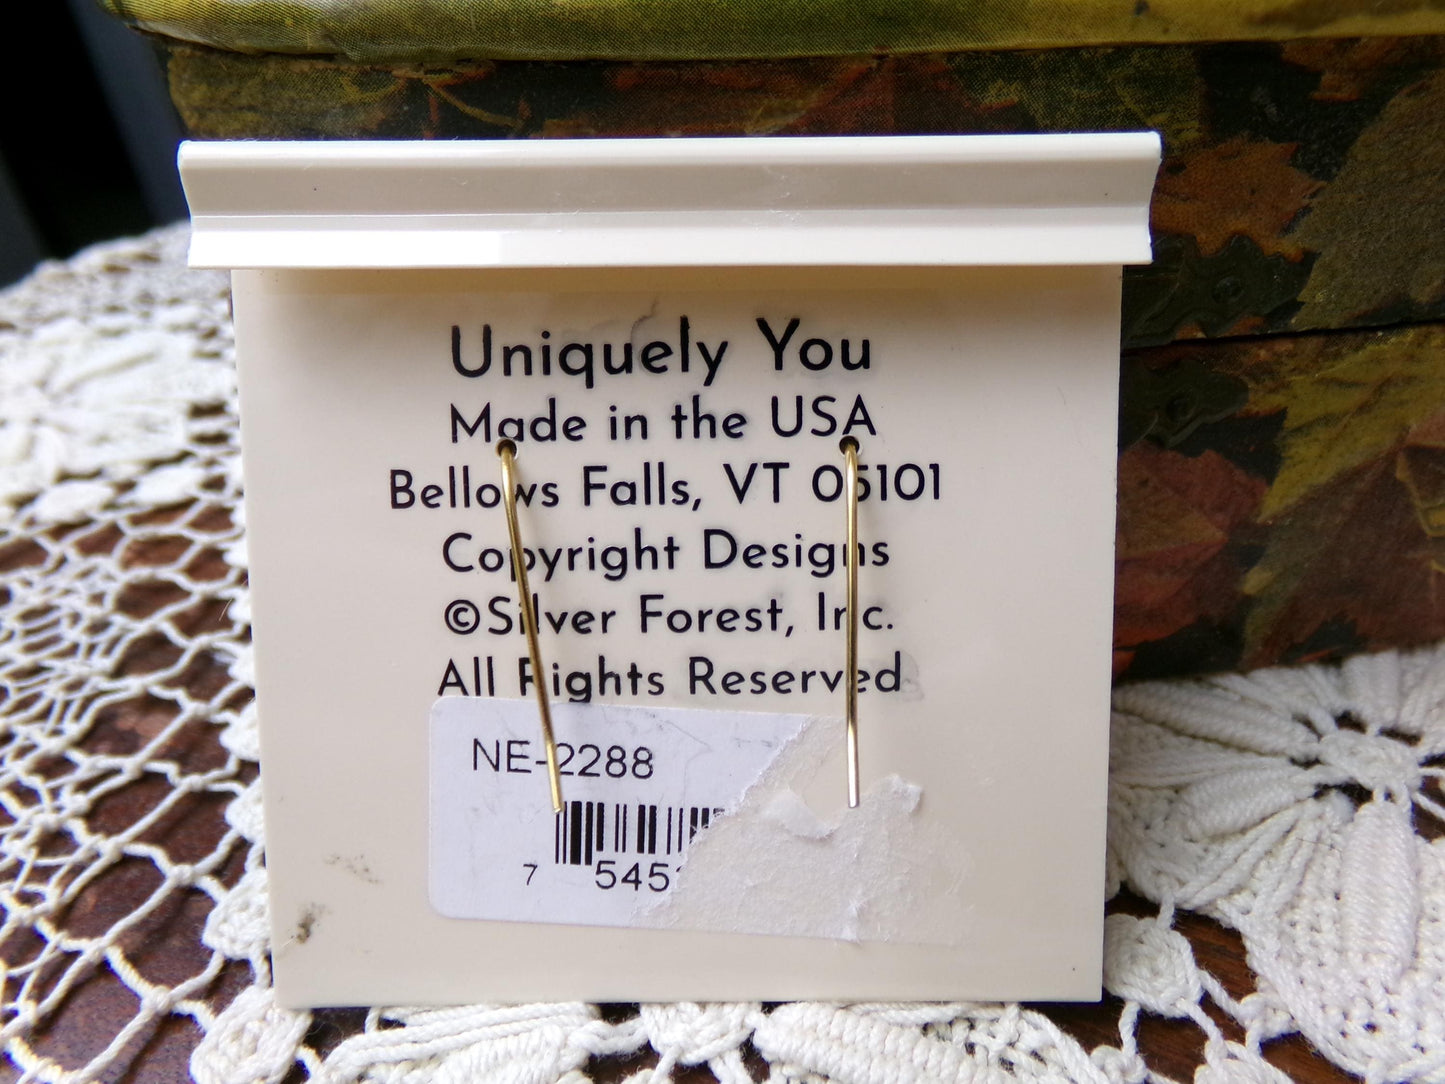 Uniquely You
Made in the USA
Bellows Falls, VT 05101
Copyright Designs
©Silver Forest, Inc.
All Rights Reserved
NE-2288
7 545